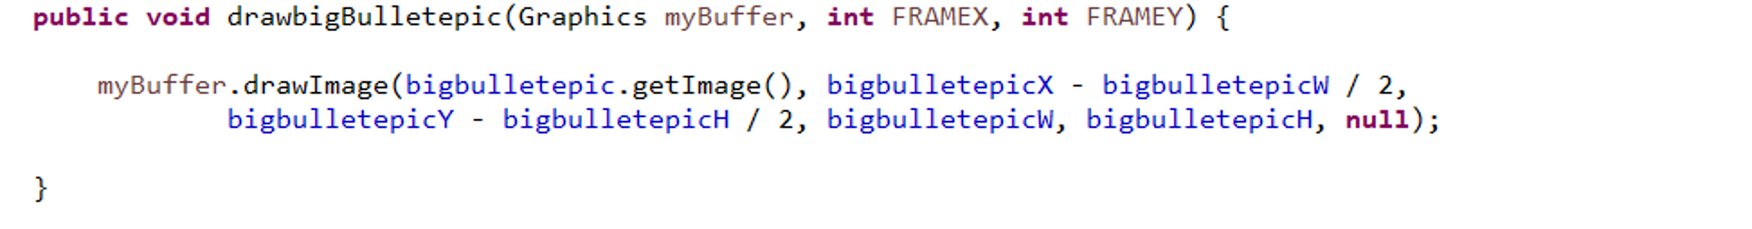 public void drawbigBulletepic(Graphics myBuffer, int FRAMEX, int FRAMEY) {
myBuffer.drawImage(bigbulletepic.getImage(), bigbulletepicX - bigbulletepicW / 2,
bigbulletepicY - bigbulletepicH / 2, bigbulletepicW, bigbulletepicH, null);
}